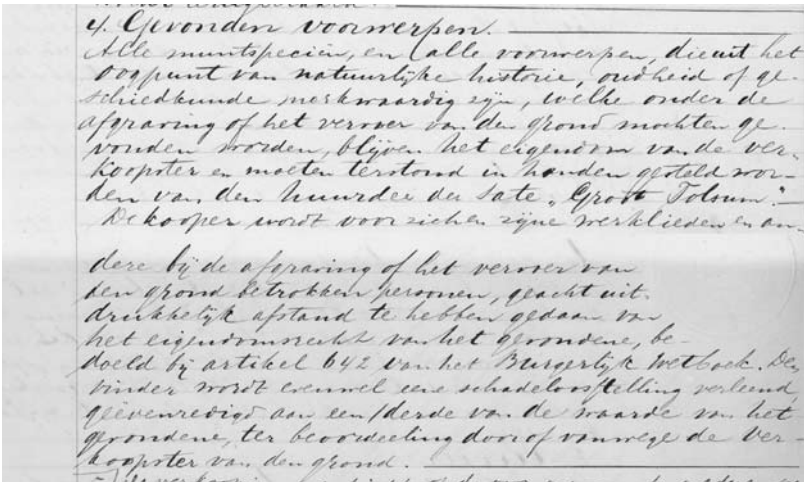 4. Gevonden voorwerpen.
Alle muntspeciën, en alle voorwerpen, die uit het
oogpunt van natuurlijke historie, oudheid of ge-
schiedkunde merkwaardig zijn, welke onder de
afgraving of het vervoer van den grond mochten ge-
vonden worden, blijven het eigendom van de ver-
koopster en moeten terstond in handen gesteld wor-
den van den huurder der sate "Groot Tolsum".
De kooper wordt voor zich en zijne werklieden en an-
dere bij de afgraving of het vervoer van
den grond betrokken personen, geacht uit-
drukkelijk afstand te hebben gedaan van
het eigendomsrecht van het gevondene, be-
doeld bij artikel 642 van het Burgerlijk Wetboek. Den
vinder wordt evenwel eene schadeloosstelling verleend,
geëvenredigd aan een/derde van de waarde van het
gevondene, ter beoordeeling door of vanwege de ver-
koopster van den grond.